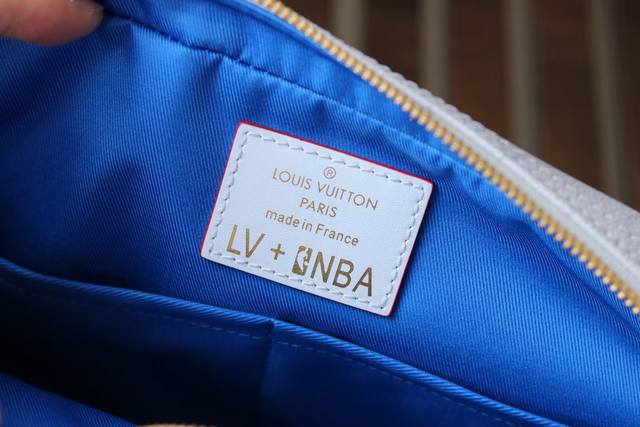 ®
LOUIS VUITTON
PARIS
made in France
LV + NBA